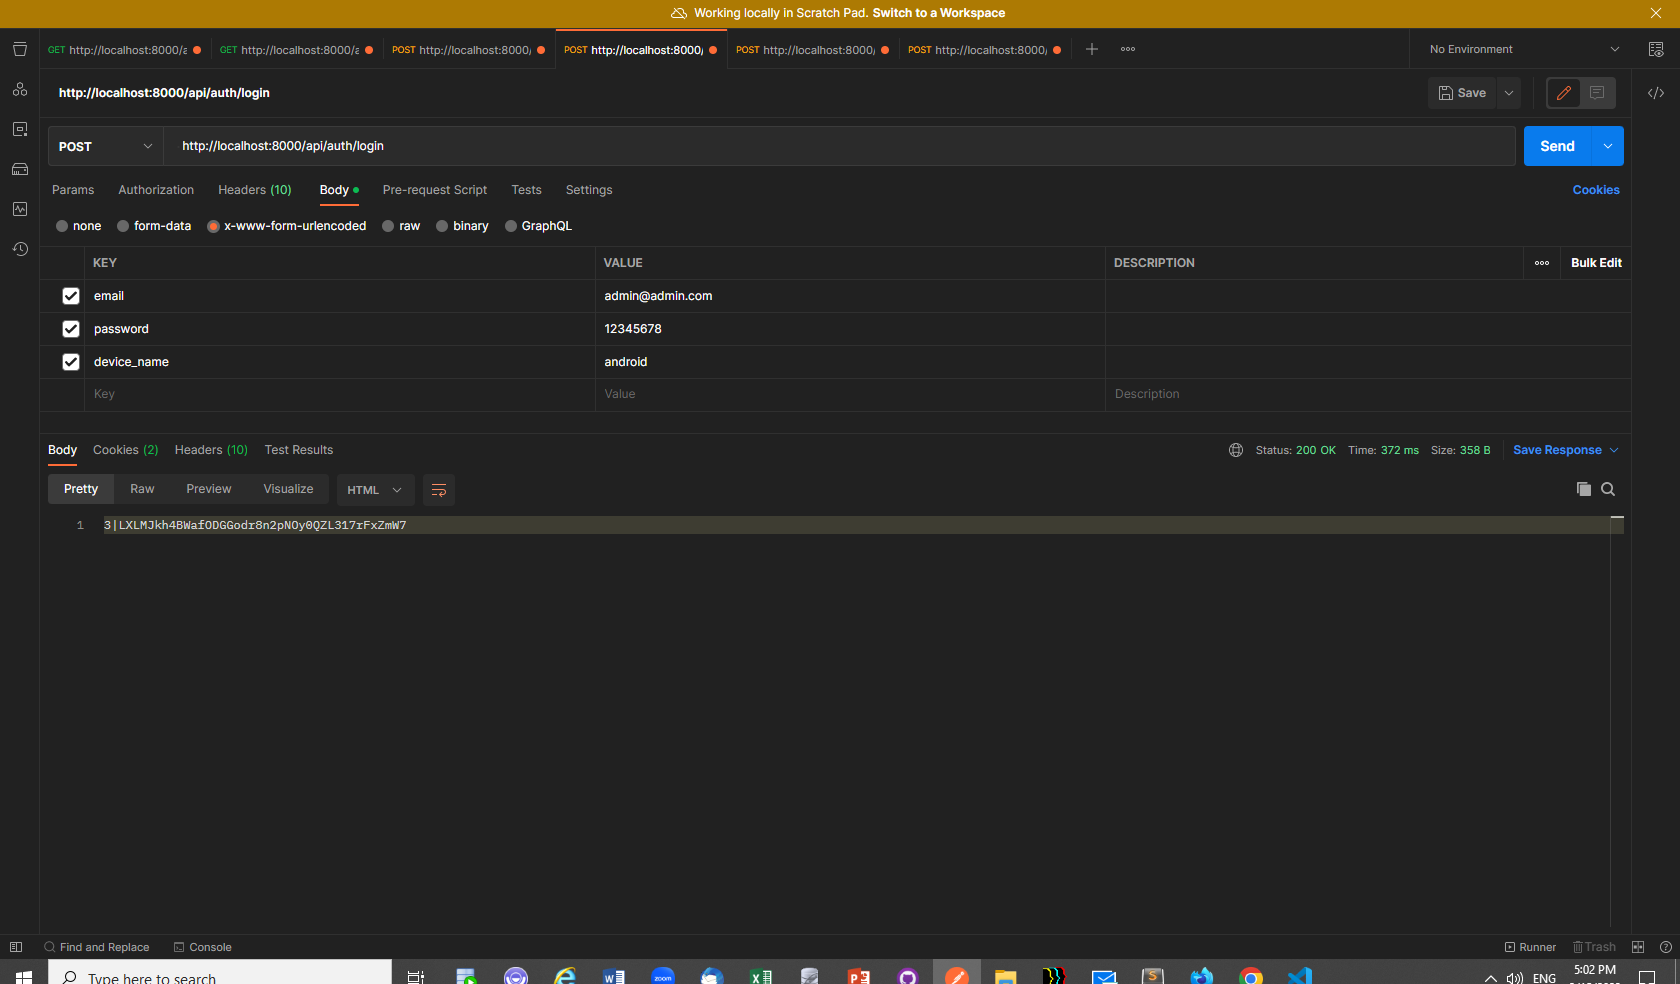 Working locally in Scratch Pad. Switch to a Workspace
GET http://localhost:8000/a GET http://localhost:8000/a POST http://localhost:8000/ POST http://localhost:8000/ POST http://localhost:8000/ POST http://localhost:8000/ No Environment
http://localhost:8000/api/auth/login Save
POST http://localhost:8000/api/auth/login Send
Params Authorization Headers (10) Body Pre-request Script Tests Settings Cookies
none form-data x-www-form-urlencoded raw binary GraphQL
KEY VALUE DESCRIPTION Bulk Edit
email admin@admin.com
password 12345678
device_name android
Key Value Description
Body Cookies (2) Headers (10) Test Results Status: 200 OK Time: 372 ms Size: 358 B Save Response
Pretty Raw Preview Visualize HTML
1 3|LXLMJkh4BWafODGGodr8n2pNOy0QZL317rFxZmW7
Find and Replace Console Runner Trash
Type here to search zoom ENG 5:02 PM